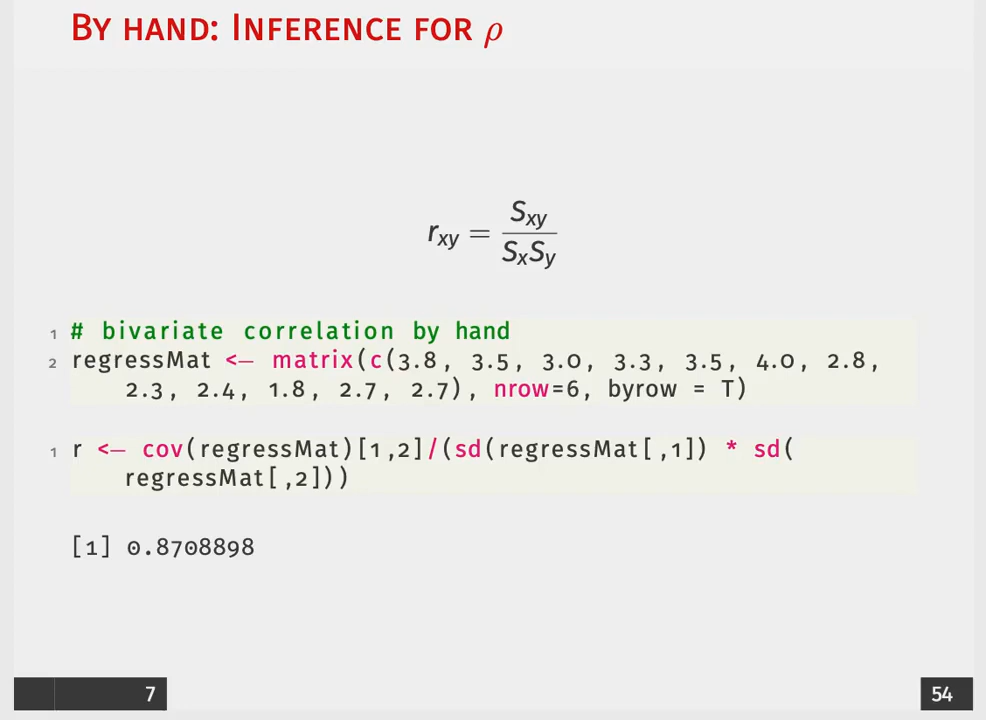 BY HAND: INFERENCE FOR ρ
r_xy = S_xy / S_xS_y
1 # bivariate correlation by hand
2 regressMat <− matrix(c(3.8, 3.5, 3.0, 3.3, 3.5, 4.0, 2.8,
2.3, 2.4, 1.8, 2.7, 2.7), nrow=6, byrow = T)
1 r <− cov(regressMat)[1,2]/(sd(regressMat[,1]) * sd(
regressMat[,2]))
[1] 0.8708898
7
54